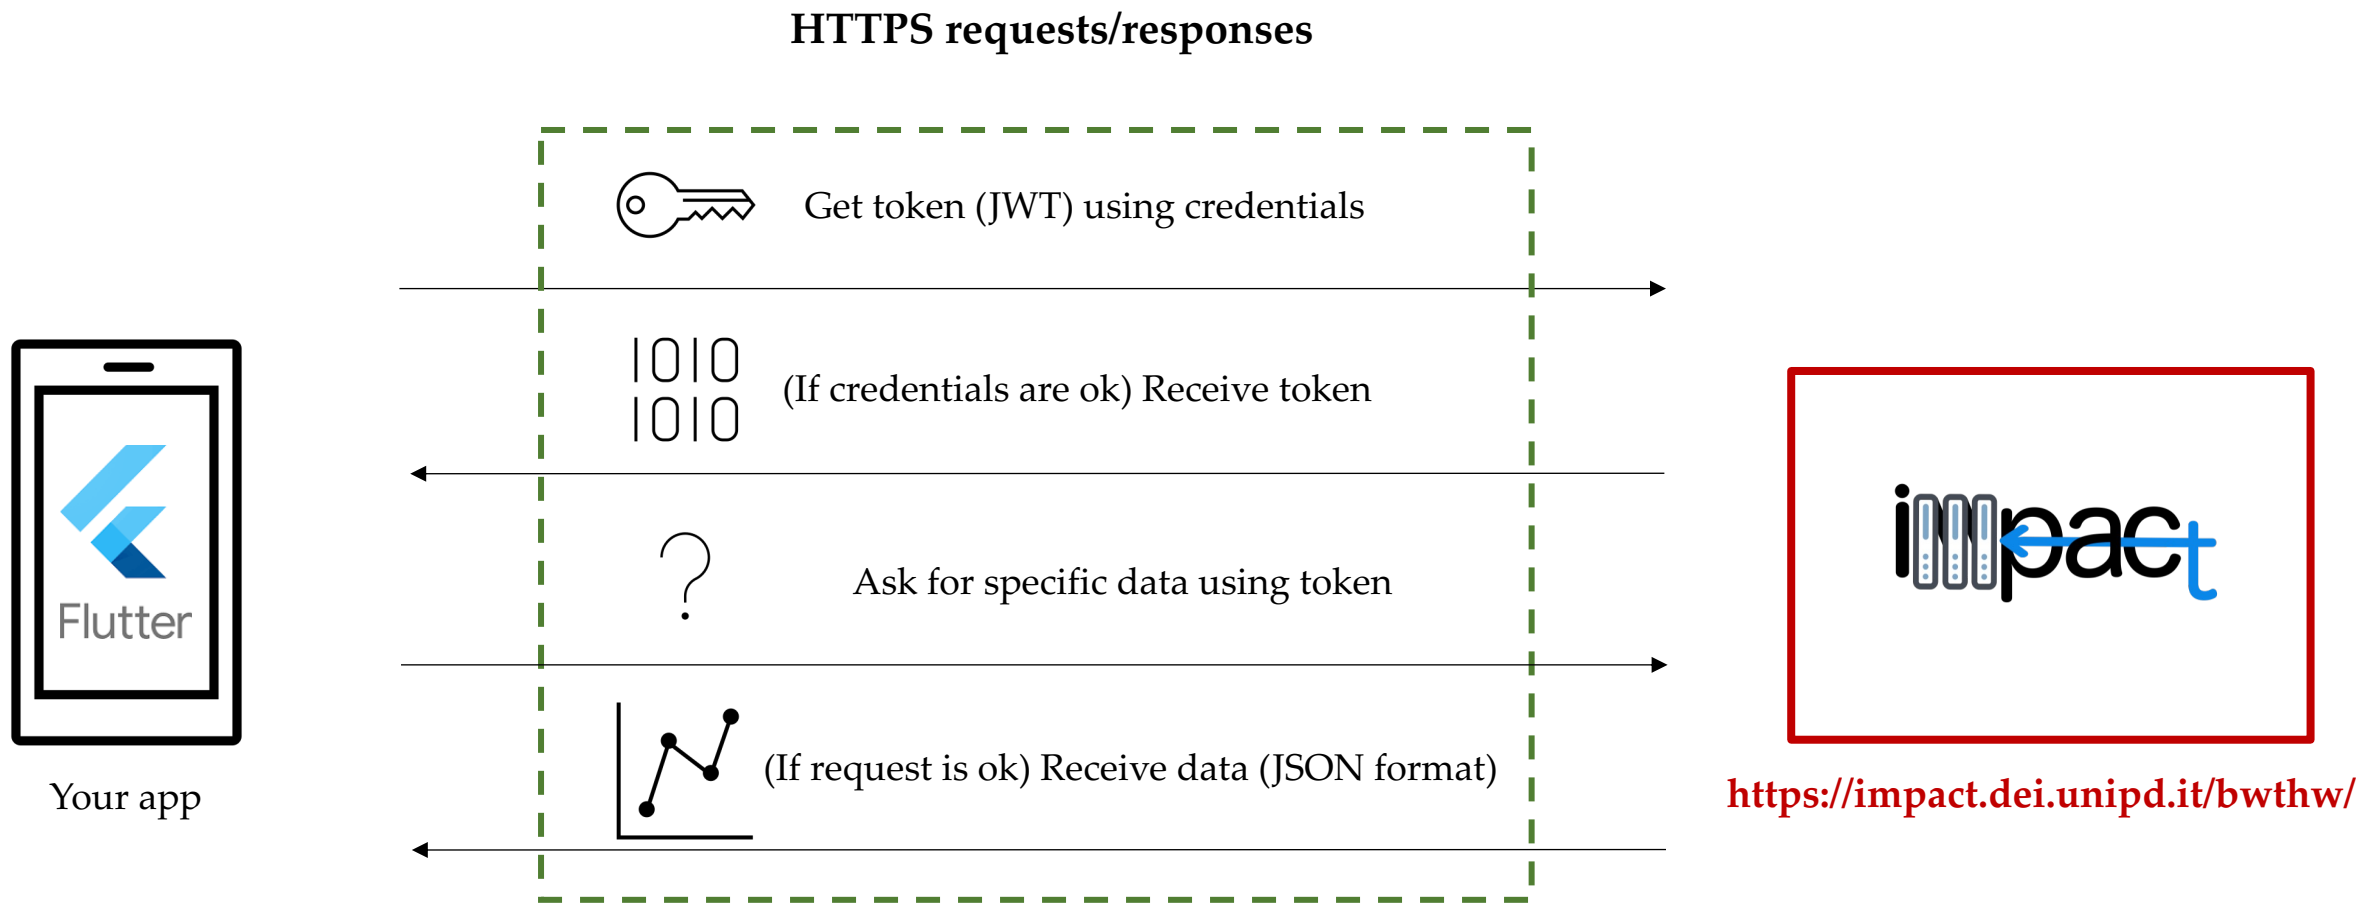 HTTPS requests/responses
Get token (JWT) using credentials
1010
1010
(If credentials are ok) Receive token
Ask for specific data using token
?
(If request is ok) Receive data (JSON format)
Flutter
Your app
impact
https://impact.dei.unipd.it/bwthw/